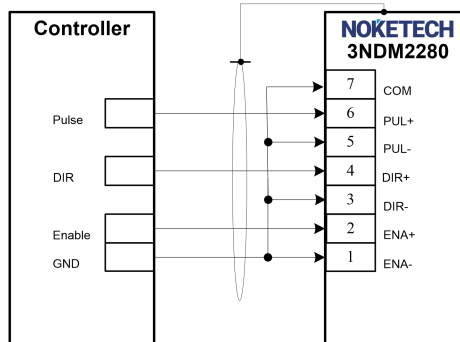 Controller
NOKETECH
3NDM2280
7 COM
Pulse 6 PUL+
5 PUL-
DIR 4 DIR+
3 DIR-
Enable 2 ENA+
GND 1 ENA-